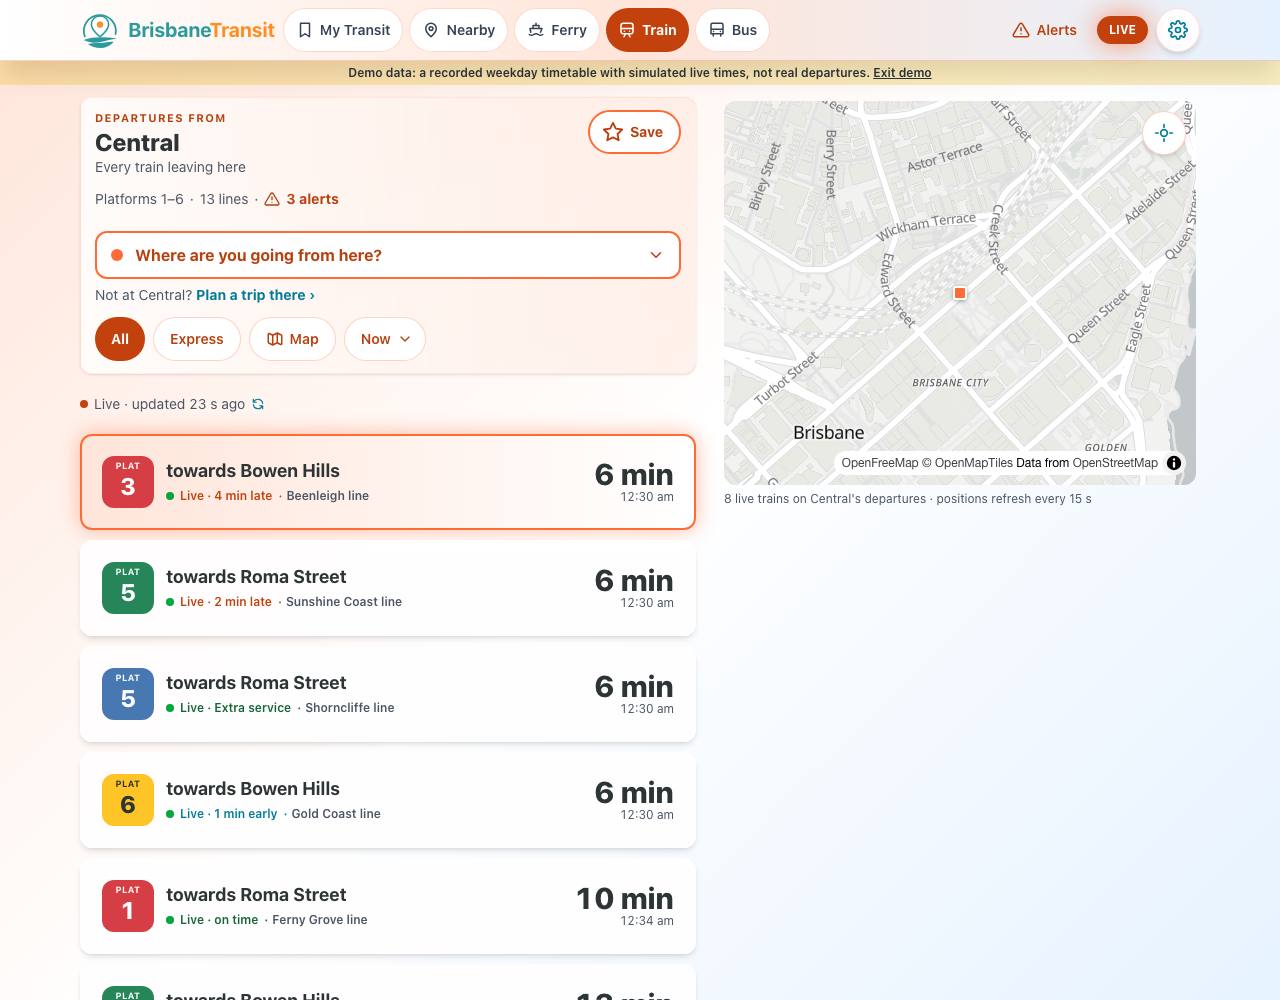 BrisbaneTransit
My Transit
Nearby
Ferry
Train
Bus
Alerts
LIVE
Demo data: a recorded weekday timetable with simulated live times, not real departures. Exit demo
DEPARTURES FROM
Central
Every train leaving here
Save
Platforms 1–6 · 13 lines · 3 alerts
Where are you going from here?
Not at Central? Plan a trip there ›
All
Express
Map
Now
Live · updated 23 s ago
PLAT
3
towards Bowen Hills
Live · 4 min late · Beenleigh line
6 min
12:30 am
PLAT
5
towards Roma Street
Live · 2 min late · Sunshine Coast line
6 min
12:30 am
PLAT
5
towards Roma Street
Live · Extra service · Shorncliffe line
6 min
12:30 am
PLAT
6
towards Bowen Hills
Live · 1 min early · Gold Coast line
6 min
12:30 am
PLAT
1
towards Roma Street
Live · on time · Ferny Grove line
10 min
12:34 am
PLAT
towards Bowen Hills
Birley Street
Berry Street
Astor Terrace
Wickham Terrace
Creek Street
Edward Street
Adelaide Street
Queen Street
Queen Street
Eagle Street
Turbot Street
BRISBANE CITY
Brisbane
GOLDEN
OpenFreeMap © OpenMapTiles Data from OpenStreetMap
8 live trains on Central's departures · positions refresh every 15 s